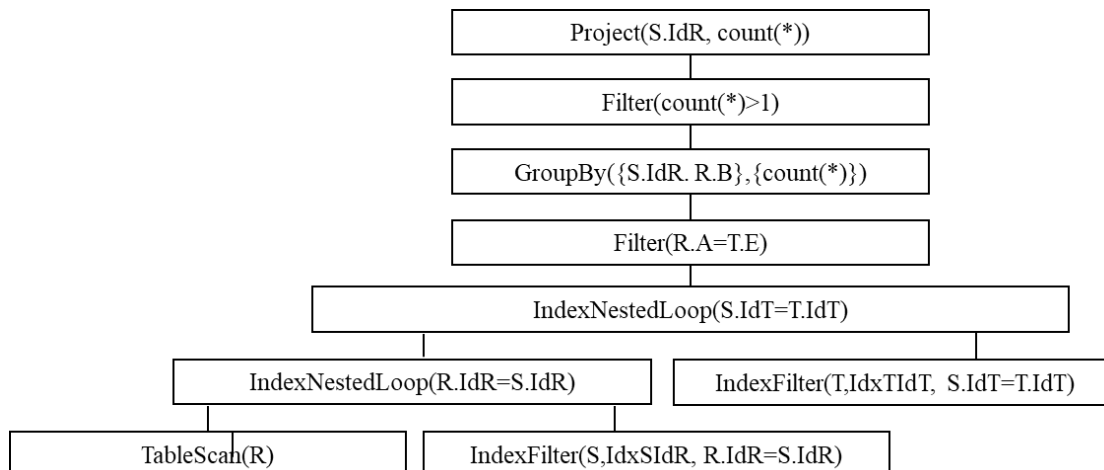 Project(S.IdR, count(*))
Filter(count(*)>1)
GroupBy({S.IdR. R.B},{count(*)})
Filter(R.A=T.E)
IndexNestedLoop(S.IdT=T.IdT)
IndexNestedLoop(R.IdR=S.IdR)
IndexFilter(T,IdxTIdT, S.IdT=T.IdT)
TableScan(R)
IndexFilter(S,IdxSIdR, R.IdR=S.IdR)